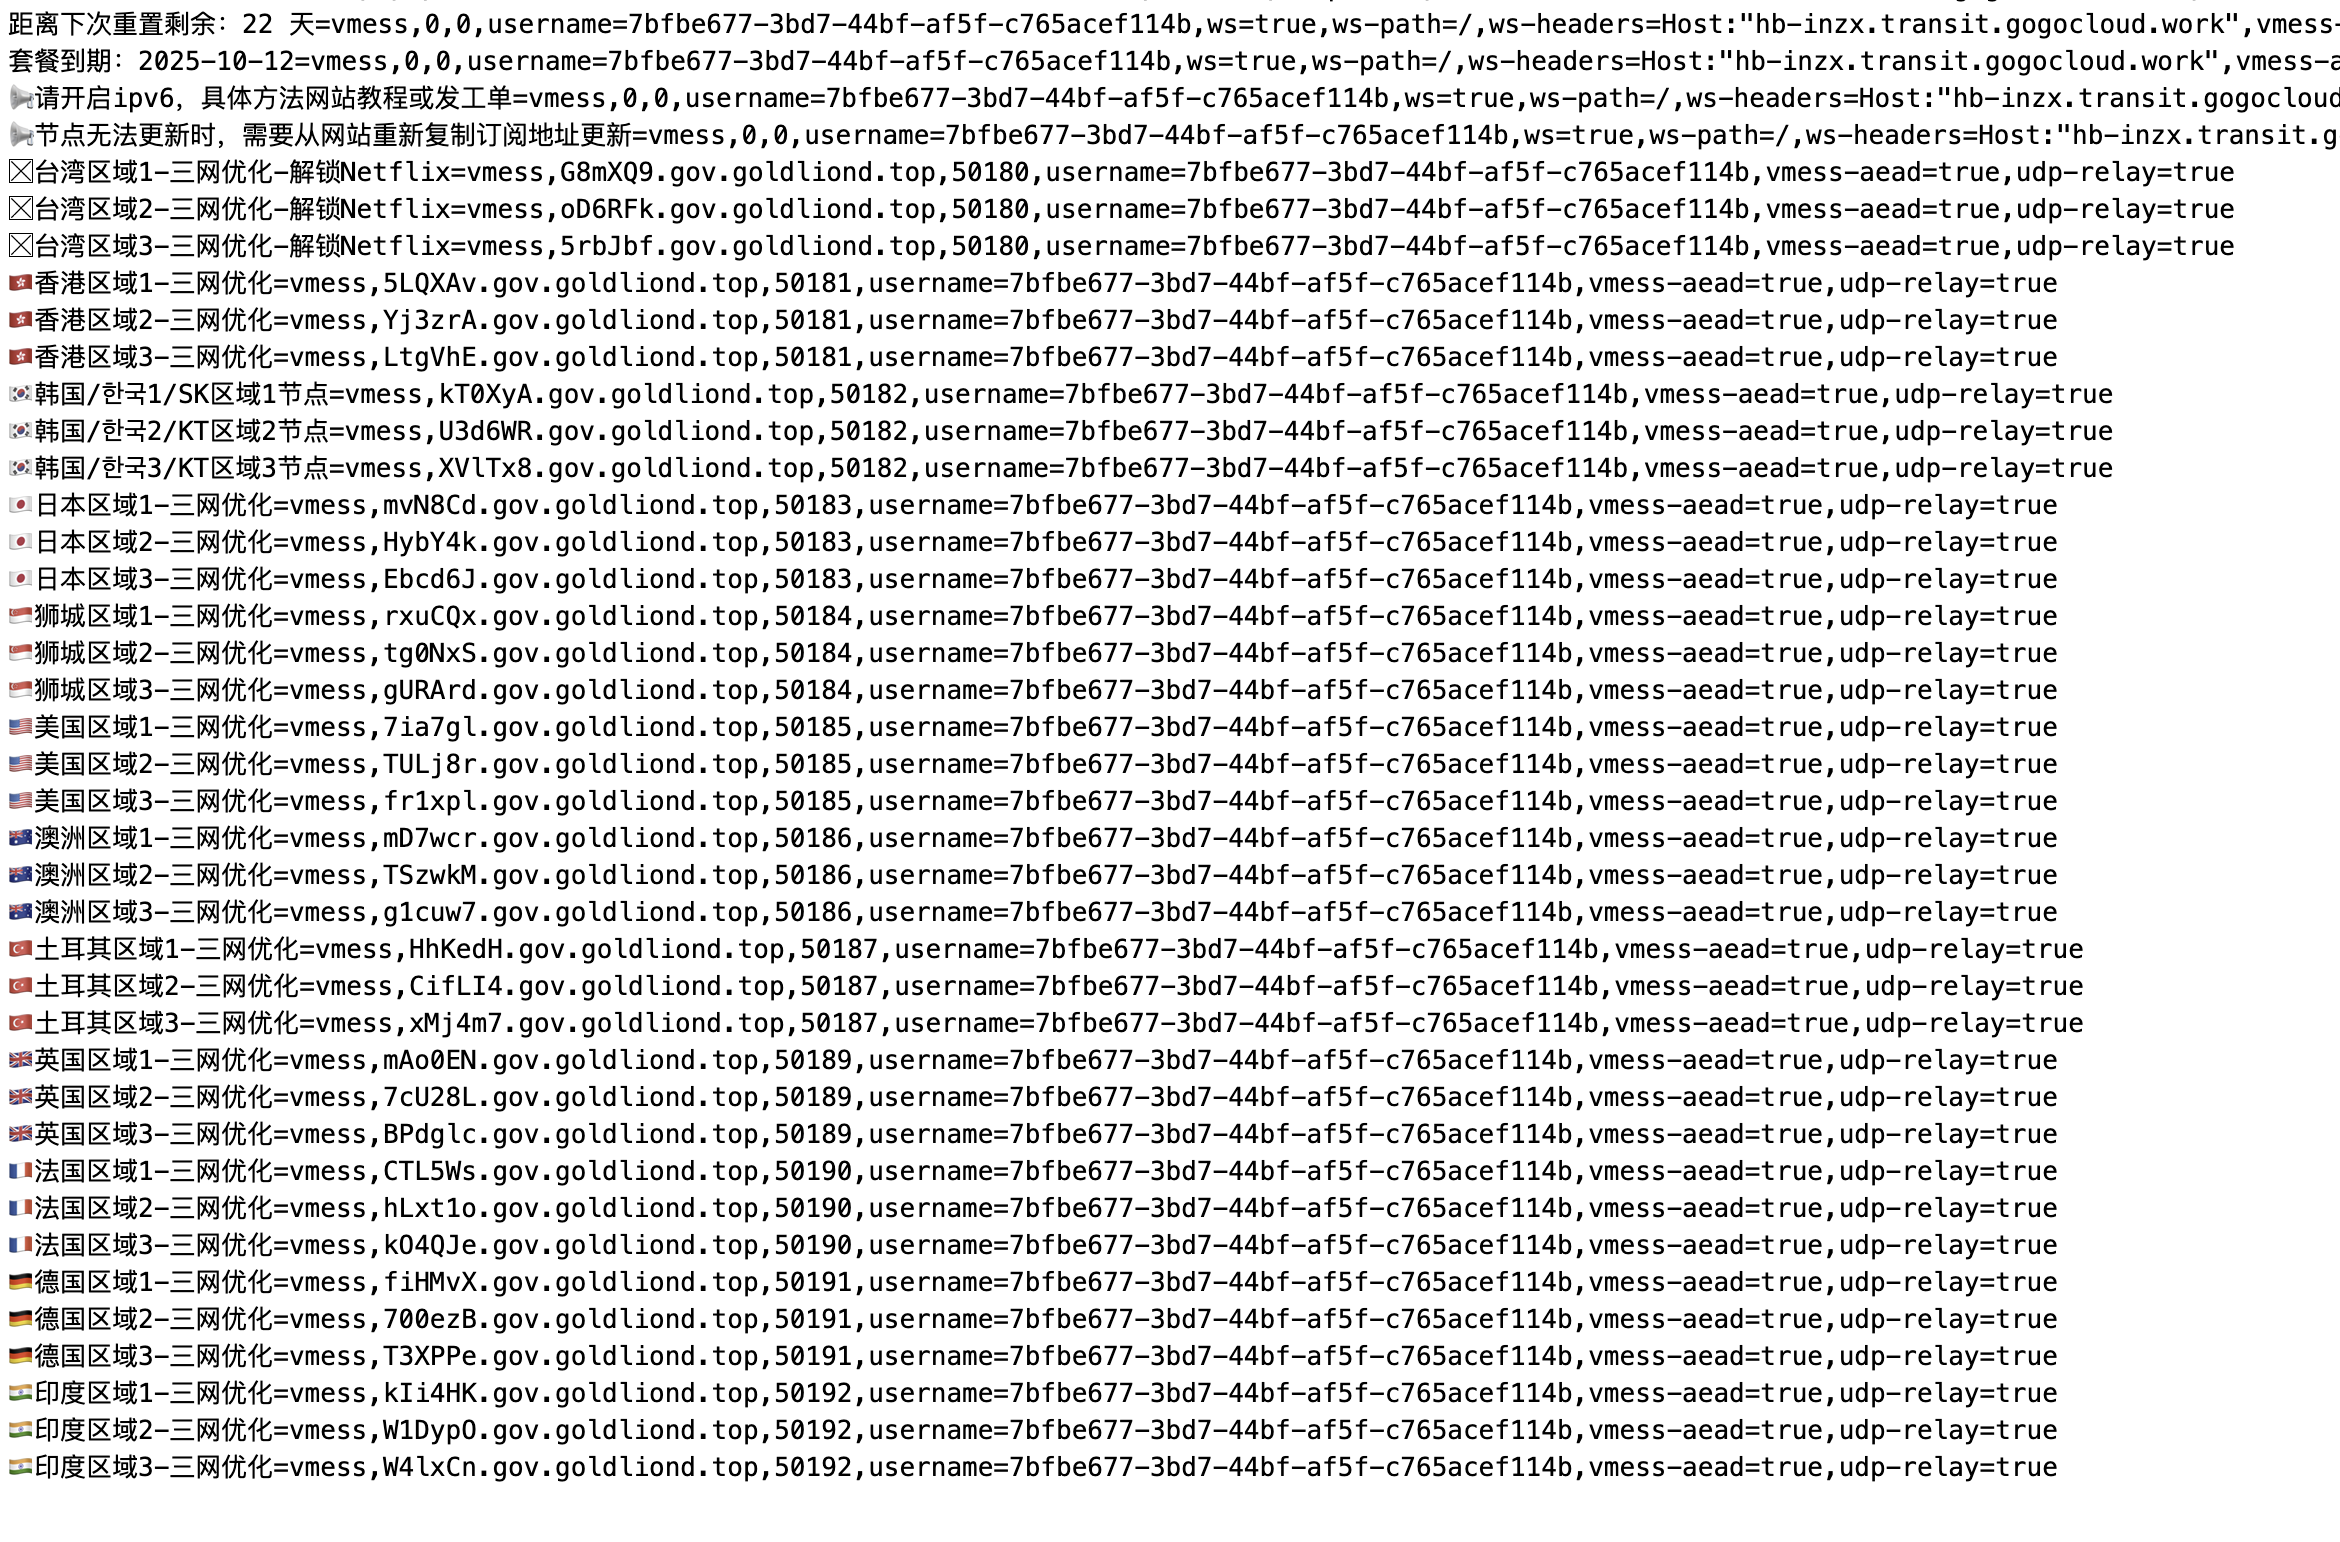 距离下次重置剩余：22 天=vmess,0,0,username=7bfbe677-3bd7-44bf-af5f-c765acef114b,ws=true,ws-path=/,ws-headers=Host:"hb-inzx.transit.gogocloud.work",vmess-
套餐到期：2025-10-12=vmess,0,0,username=7bfbe677-3bd7-44bf-af5f-c765acef114b,ws=true,ws-path=/,ws-headers=Host:"hb-inzx.transit.gogocloud.work",vmess-a
📢请开启ipv6，具体方法网站教程或发工单=vmess,0,0,username=7bfbe677-3bd7-44bf-af5f-c765acef114b,ws=true,ws-path=/,ws-headers=Host:"hb-inzx.transit.gogocloud
📢节点无法更新时，需要从网站重新复制订阅地址更新=vmess,0,0,username=7bfbe677-3bd7-44bf-af5f-c765acef114b,ws=true,ws-path=/,ws-headers=Host:"hb-inzx.transit.g
台湾区域1-三网优化-解锁Netflix=vmess,G8mXQ9.gov.goldliond.top,50180,username=7bfbe677-3bd7-44bf-af5f-c765acef114b,vmess-aead=true,udp-relay=true
台湾区域2-三网优化-解锁Netflix=vmess,oD6RFk.gov.goldliond.top,50180,username=7bfbe677-3bd7-44bf-af5f-c765acef114b,vmess-aead=true,udp-relay=true
台湾区域3-三网优化-解锁Netflix=vmess,5rbJbf.gov.goldliond.top,50180,username=7bfbe677-3bd7-44bf-af5f-c765acef114b,vmess-aead=true,udp-relay=true
🇭🇰香港区域1-三网优化=vmess,5LQXAv.gov.goldliond.top,50181,username=7bfbe677-3bd7-44bf-af5f-c765acef114b,vmess-aead=true,udp-relay=true
🇭🇰香港区域2-三网优化=vmess,Yj3zrA.gov.goldliond.top,50181,username=7bfbe677-3bd7-44bf-af5f-c765acef114b,vmess-aead=true,udp-relay=true
🇭🇰香港区域3-三网优化=vmess,LtgVhE.gov.goldliond.top,50181,username=7bfbe677-3bd7-44bf-af5f-c765acef114b,vmess-aead=true,udp-relay=true
🇰🇷韩国/한국1/SK区域1节点=vmess,kT0XyA.gov.goldliond.top,50182,username=7bfbe677-3bd7-44bf-af5f-c765acef114b,vmess-aead=true,udp-relay=true
🇰🇷韩国/한국2/KT区域2节点=vmess,U3d6WR.gov.goldliond.top,50182,username=7bfbe677-3bd7-44bf-af5f-c765acef114b,vmess-aead=true,udp-relay=true
🇰🇷韩国/한국3/KT区域3节点=vmess,XVlTx8.gov.goldliond.top,50182,username=7bfbe677-3bd7-44bf-af5f-c765acef114b,vmess-aead=true,udp-relay=true
🇯🇵日本区域1-三网优化=vmess,mvN8Cd.gov.goldliond.top,50183,username=7bfbe677-3bd7-44bf-af5f-c765acef114b,vmess-aead=true,udp-relay=true
🇯🇵日本区域2-三网优化=vmess,HybY4k.gov.goldliond.top,50183,username=7bfbe677-3bd7-44bf-af5f-c765acef114b,vmess-aead=true,udp-relay=true
🇯🇵日本区域3-三网优化=vmess,Ebcd6J.gov.goldliond.top,50183,username=7bfbe677-3bd7-44bf-af5f-c765acef114b,vmess-aead=true,udp-relay=true
🇸🇬狮城区域1-三网优化=vmess,rxuCQx.gov.goldliond.top,50184,username=7bfbe677-3bd7-44bf-af5f-c765acef114b,vmess-aead=true,udp-relay=true
🇸🇬狮城区域2-三网优化=vmess,tg0NxS.gov.goldliond.top,50184,username=7bfbe677-3bd7-44bf-af5f-c765acef114b,vmess-aead=true,udp-relay=true
🇸🇬狮城区域3-三网优化=vmess,gURArd.gov.goldliond.top,50184,username=7bfbe677-3bd7-44bf-af5f-c765acef114b,vmess-aead=true,udp-relay=true
🇺🇸美国区域1-三网优化=vmess,7ia7gl.gov.goldliond.top,50185,username=7bfbe677-3bd7-44bf-af5f-c765acef114b,vmess-aead=true,udp-relay=true
🇺🇸美国区域2-三网优化=vmess,TULj8r.gov.goldliond.top,50185,username=7bfbe677-3bd7-44bf-af5f-c765acef114b,vmess-aead=true,udp-relay=true
🇺🇸美国区域3-三网优化=vmess,fr1xpl.gov.goldliond.top,50185,username=7bfbe677-3bd7-44bf-af5f-c765acef114b,vmess-aead=true,udp-relay=true
🇦🇺澳洲区域1-三网优化=vmess,mD7wcr.gov.goldliond.top,50186,username=7bfbe677-3bd7-44bf-af5f-c765acef114b,vmess-aead=true,udp-relay=true
🇦🇺澳洲区域2-三网优化=vmess,TSzwkM.gov.goldliond.top,50186,username=7bfbe677-3bd7-44bf-af5f-c765acef114b,vmess-aead=true,udp-relay=true
🇦🇺澳洲区域3-三网优化=vmess,g1cuw7.gov.goldliond.top,50186,username=7bfbe677-3bd7-44bf-af5f-c765acef114b,vmess-aead=true,udp-relay=true
🇹🇷土耳其区域1-三网优化=vmess,HhKedH.gov.goldliond.top,50187,username=7bfbe677-3bd7-44bf-af5f-c765acef114b,vmess-aead=true,udp-relay=true
🇹🇷土耳其区域2-三网优化=vmess,CifLI4.gov.goldliond.top,50187,username=7bfbe677-3bd7-44bf-af5f-c765acef114b,vmess-aead=true,udp-relay=true
🇹🇷土耳其区域3-三网优化=vmess,xMj4m7.gov.goldliond.top,50187,username=7bfbe677-3bd7-44bf-af5f-c765acef114b,vmess-aead=true,udp-relay=true
🇬🇧英国区域1-三网优化=vmess,mAo0EN.gov.goldliond.top,50189,username=7bfbe677-3bd7-44bf-af5f-c765acef114b,vmess-aead=true,udp-relay=true
🇬🇧英国区域2-三网优化=vmess,7cU28L.gov.goldliond.top,50189,username=7bfbe677-3bd7-44bf-af5f-c765acef114b,vmess-aead=true,udp-relay=true
🇬🇧英国区域3-三网优化=vmess,BPdglc.gov.goldliond.top,50189,username=7bfbe677-3bd7-44bf-af5f-c765acef114b,vmess-aead=true,udp-relay=true
🇫🇷法国区域1-三网优化=vmess,CTL5Ws.gov.goldliond.top,50190,username=7bfbe677-3bd7-44bf-af5f-c765acef114b,vmess-aead=true,udp-relay=true
🇫🇷法国区域2-三网优化=vmess,hLxt1o.gov.goldliond.top,50190,username=7bfbe677-3bd7-44bf-af5f-c765acef114b,vmess-aead=true,udp-relay=true
🇫🇷法国区域3-三网优化=vmess,kO4QJe.gov.goldliond.top,50190,username=7bfbe677-3bd7-44bf-af5f-c765acef114b,vmess-aead=true,udp-relay=true
🇩🇪德国区域1-三网优化=vmess,fiHMvX.gov.goldliond.top,50191,username=7bfbe677-3bd7-44bf-af5f-c765acef114b,vmess-aead=true,udp-relay=true
🇩🇪德国区域2-三网优化=vmess,700ezB.gov.goldliond.top,50191,username=7bfbe677-3bd7-44bf-af5f-c765acef114b,vmess-aead=true,udp-relay=true
🇩🇪德国区域3-三网优化=vmess,T3XPPe.gov.goldliond.top,50191,username=7bfbe677-3bd7-44bf-af5f-c765acef114b,vmess-aead=true,udp-relay=true
🇮🇳印度区域1-三网优化=vmess,kIi4HK.gov.goldliond.top,50192,username=7bfbe677-3bd7-44bf-af5f-c765acef114b,vmess-aead=true,udp-relay=true
🇮🇳印度区域2-三网优化=vmess,W1DypO.gov.goldliond.top,50192,username=7bfbe677-3bd7-44bf-af5f-c765acef114b,vmess-aead=true,udp-relay=true
🇮🇳印度区域3-三网优化=vmess,W4lxCn.gov.goldliond.top,50192,username=7bfbe677-3bd7-44bf-af5f-c765acef114b,vmess-aead=true,udp-relay=true